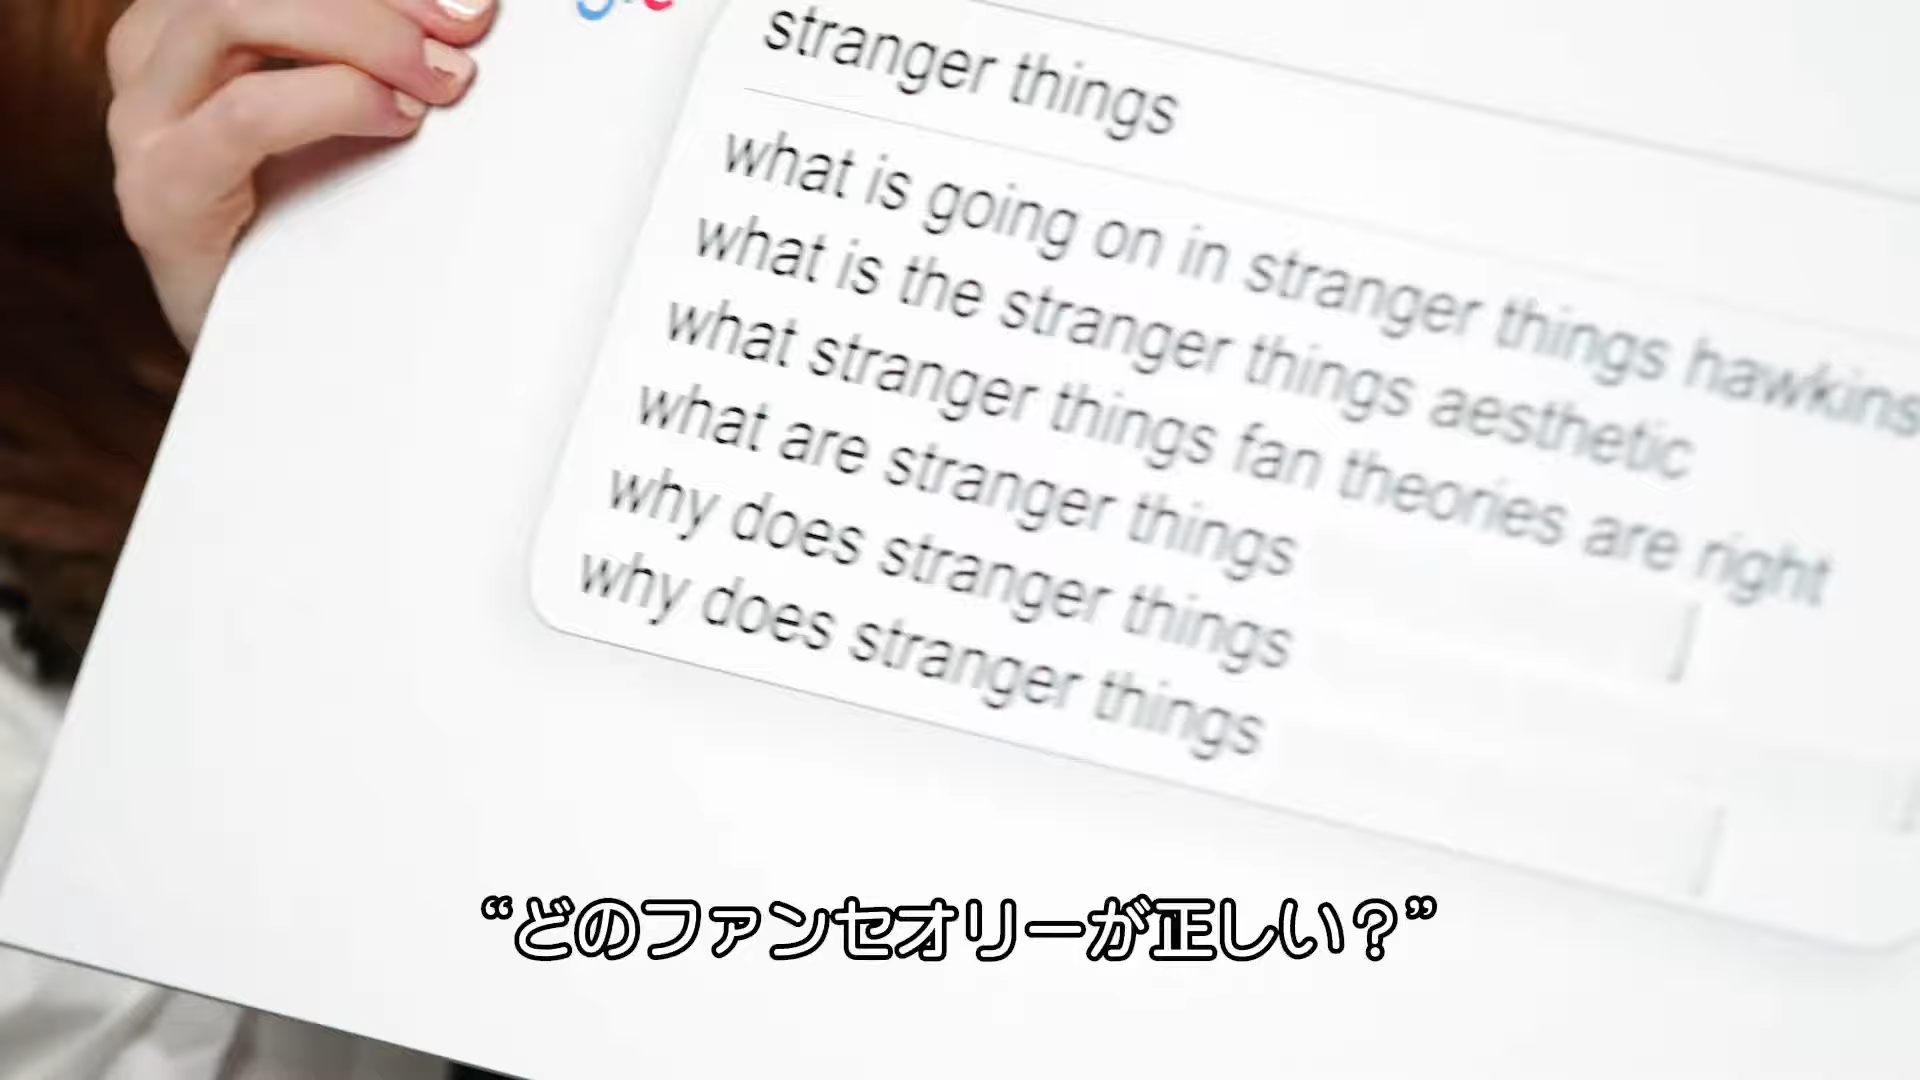 stranger things
what is going on in stranger things hawkins
what is the stranger things aesthetic
what stranger things fan theories are right
what are stranger things
why does stranger things
why does stranger things
“どのファンセオリーが正しい？”